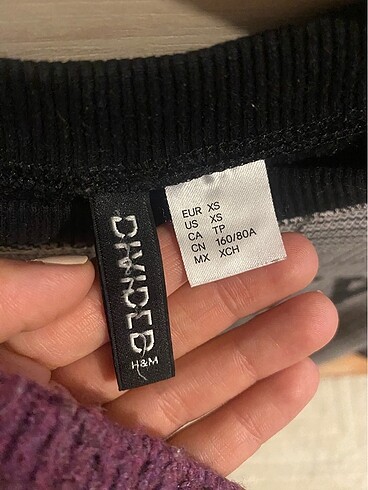 DIVIDED
H&M
EUR XS
US XS
CA TP
CN 160/80A
MX XCH